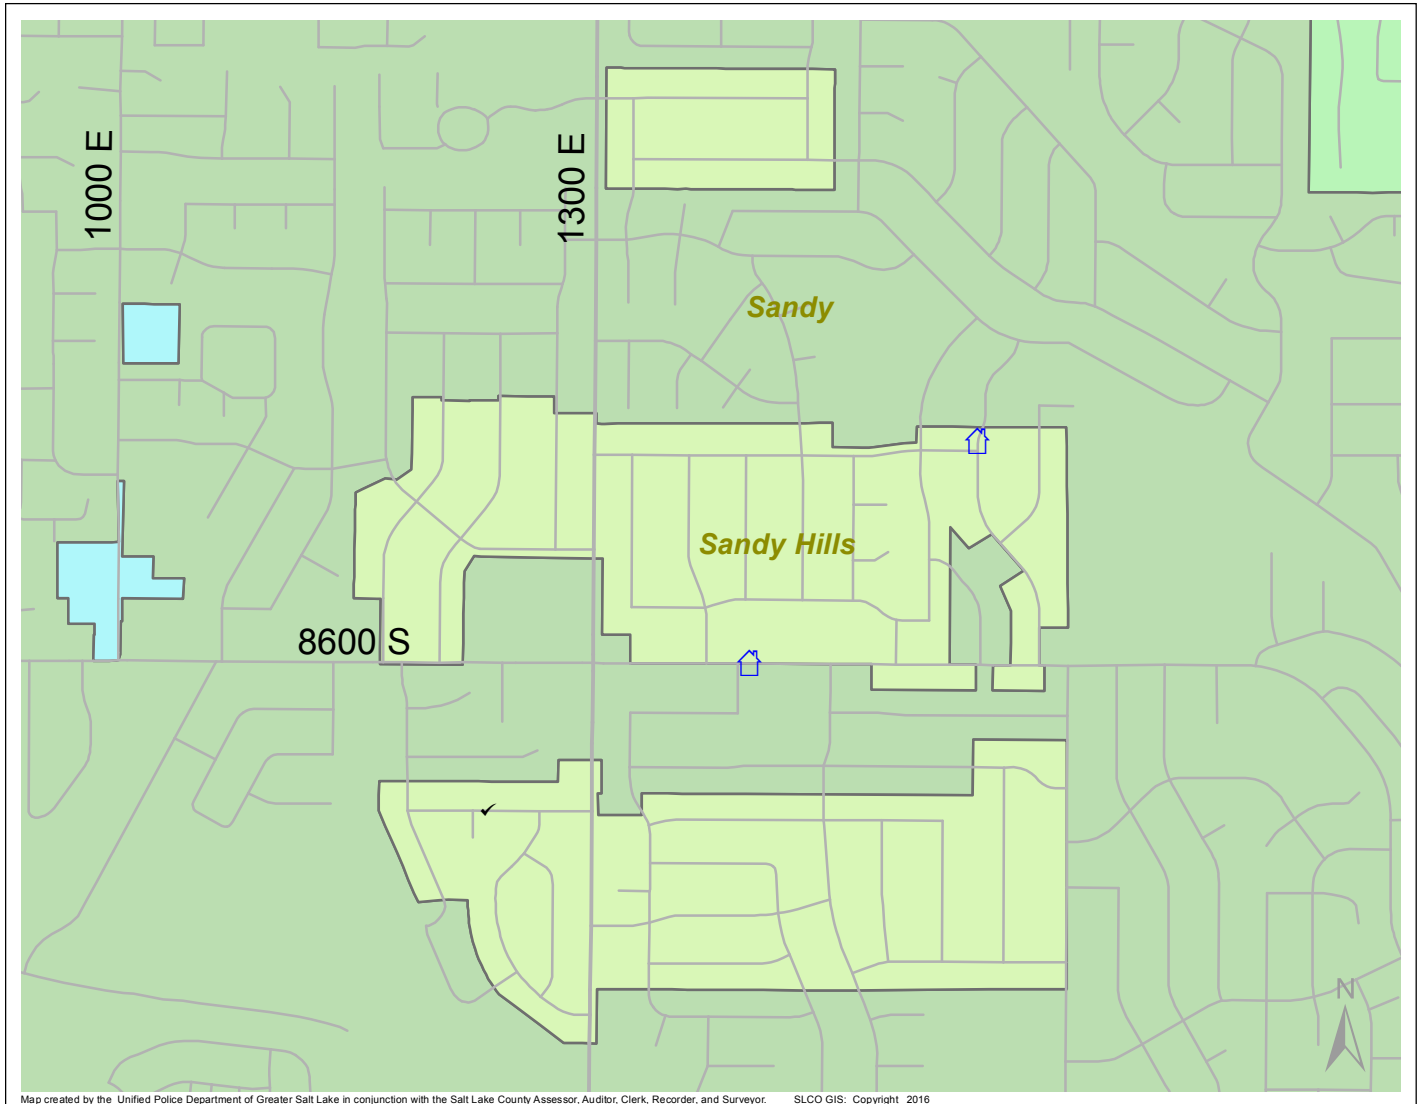 1000 E
1300 E
Sandy
Sandy Hills
8600 S
N
Map created by the Unified Police Department of Greater Salt Lake in conjunction with the Salt Lake County Assessor, Auditor, Clerk, Recorder, and Surveyor. SLCO GIS: Copyright 2016